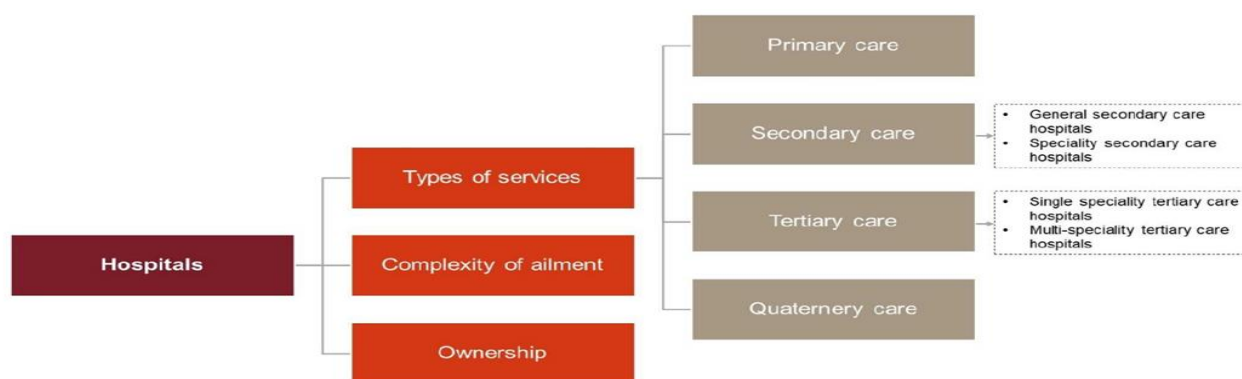 Primary care
Secondary care
• General secondary care
hospitals
• Speciality secondary care
hospitals
Types of services
Tertiary care
• Single speciality tertiary care
hospitals
• Multi-speciality tertiary care
hospitals
Hospitals
Complexity of ailment
Quaternery care
Ownership